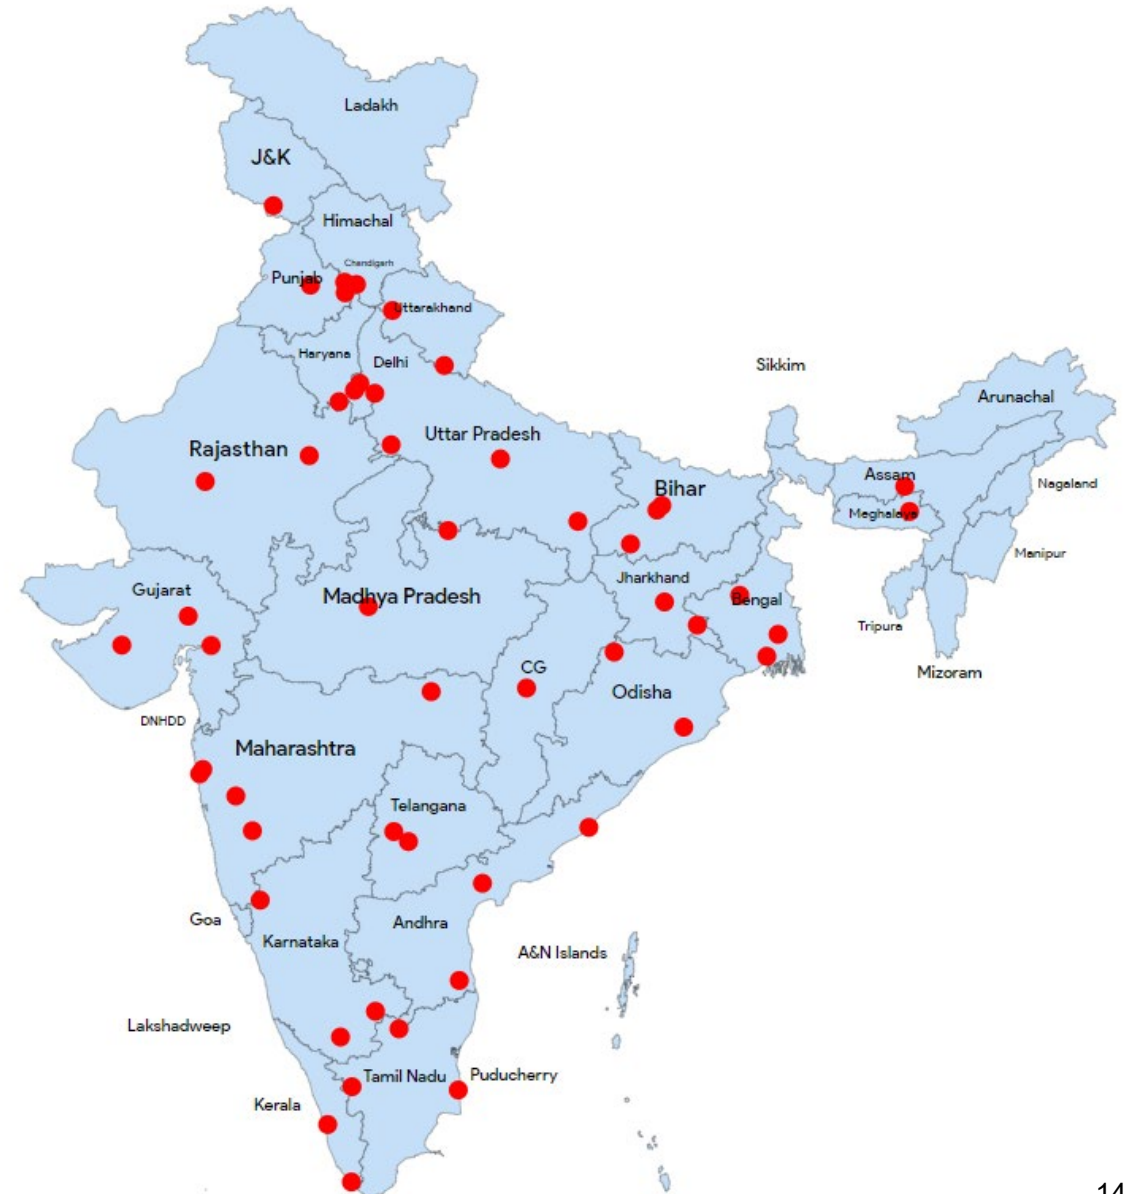 Ladakh
J&K
Himachal
Chandigarh
Punjab
Uttarakhand
Haryana
Delhi
Sikkim
Arunachal
Uttar Pradesh
Rajasthan
Assam
Nagaland
Bihar
Meghalaya
Manipur
Jharkhand
Gujarat
Madhya Pradesh
Bengal
Tripura
CG
Mizoram
Odisha
DNHDD
Maharashtra
Telangana
Goa
Andhra
Karnataka
A&N Islands
Lakshadweep
Tamil Nadu
Puducherry
Kerala
14